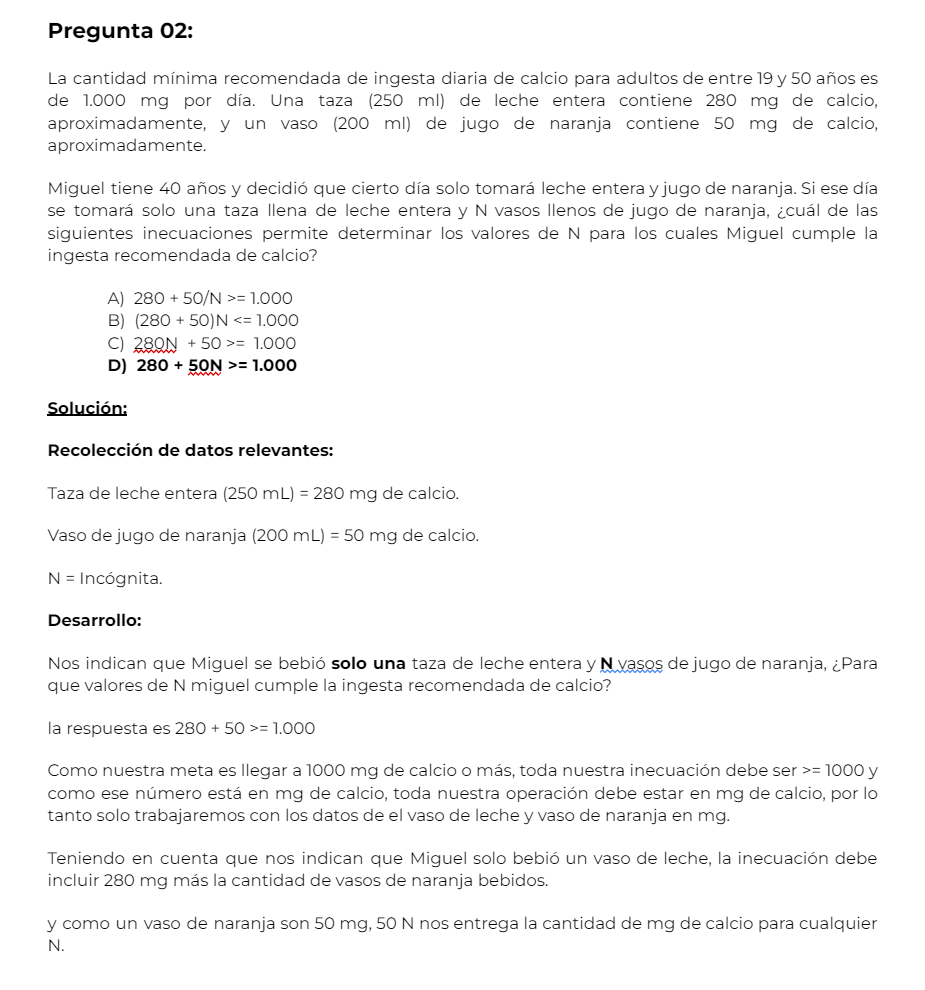 Pregunta 02:
La cantidad mínima recomendada de ingesta diaria de calcio para adultos de entre 19 y 50 años es
de 1.000 mg por día. Una taza (250 ml) de leche entera contiene 280 mg de calcio,
aproximadamente, y un vaso (200 ml) de jugo de naranja contiene 50 mg de calcio,
aproximadamente.
Miguel tiene 40 años y decidió que cierto día solo tomará leche entera y jugo de naranja. Si ese día
se tomará solo una taza llena de leche entera y N vasos llenos de jugo de naranja, ¿cuál de las
siguientes inecuaciones permite determinar los valores de N para los cuales Miguel cumple la
ingesta recomendada de calcio?
A) 280 + 50/N >= 1.000
B) (280 + 50)N <= 1.000
C) 280N + 50 >= 1.000
D) 280 + 50N >= 1.000
Solución:
Recolección de datos relevantes:
Taza de leche entera (250 mL) = 280 mg de calcio.
Vaso de jugo de naranja (200 mL) = 50 mg de calcio.
N = Incógnita.
Desarrollo:
Nos indican que Miguel se bebió solo una taza de leche entera y N vasos de jugo de naranja, ¿Para
que valores de N miguel cumple la ingesta recomendada de calcio?
la respuesta es 280 + 50 >= 1.000
Como nuestra meta es llegar a 1000 mg de calcio o más, toda nuestra inecuación debe ser >= 1000 y
como ese número está en mg de calcio, toda nuestra operación debe estar en mg de calcio, por lo
tanto solo trabajaremos con los datos de el vaso de leche y vaso de naranja en mg.
Teniendo en cuenta que nos indican que Miguel solo bebió un vaso de leche, la inecuación debe
incluir 280 mg más la cantidad de vasos de naranja bebidos.
y como un vaso de naranja son 50 mg, 50 N nos entrega la cantidad de mg de calcio para cualquier
N.